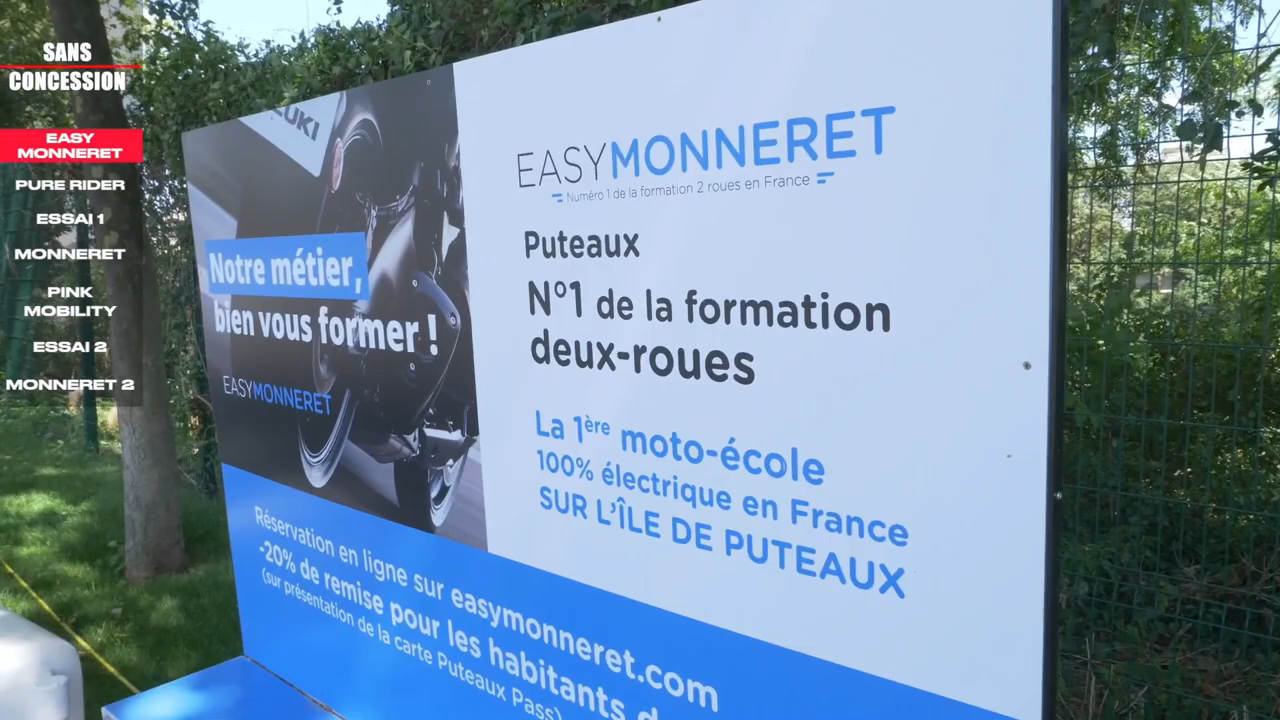 SANS
CONCESSION
EASY
MONNERET
PURE RIDER
ESSAI 1
MONNERET
PINK
MOBILITY
ESSAI 2
MONNERET 2
UKI
Notre métier,
bien vous former !
EASYMONNERET
EASYMONNERET
Numéro 1 de la formation 2 roues en France
Puteaux
N°1 de la formation
deux-roues
La 1ère moto-école
100% électrique en France
SUR L'ÎLE DE PUTEAUX
Réservation en ligne sur easymonneret.com
-20% de remise pour les habitants d
(sur présentation de la carte Puteaux Pass)